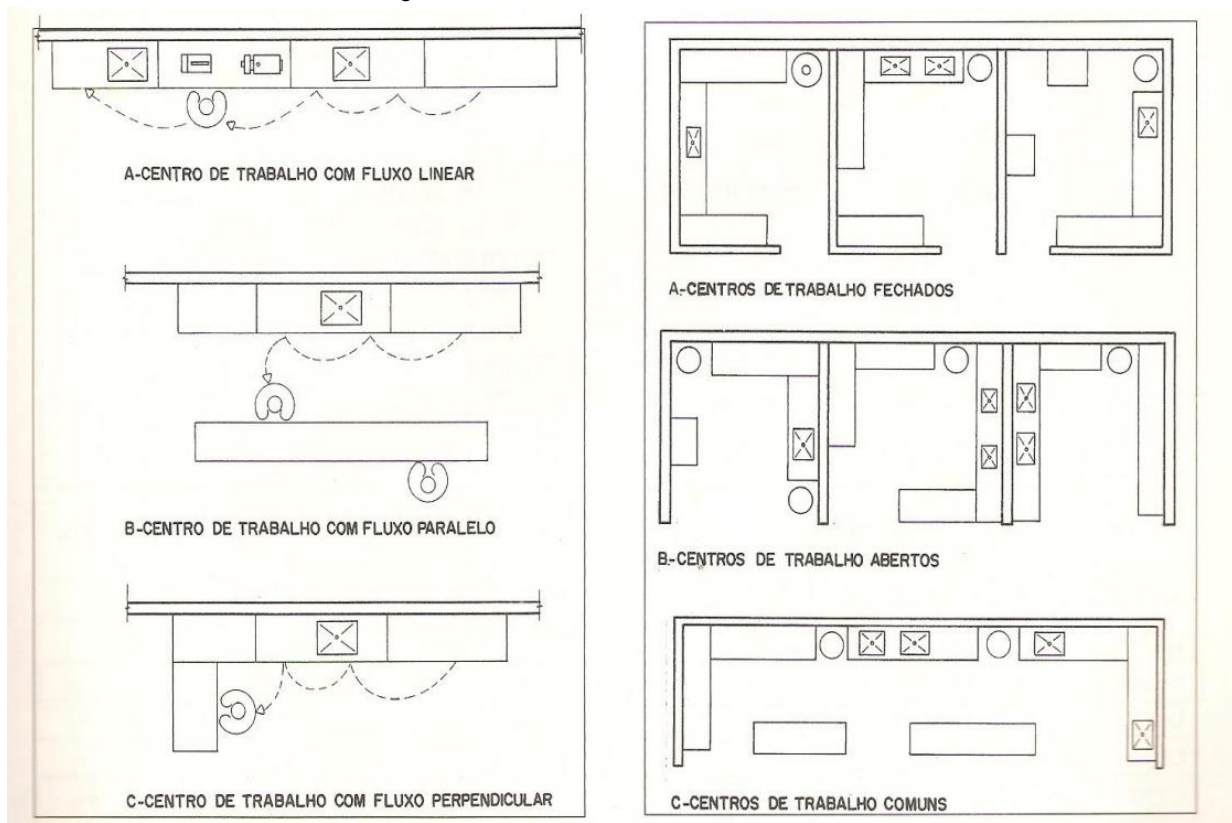 A-CENTRO DE TRABALHO COM FLUXO LINEAR
B-CENTRO DE TRABALHO COM FLUXO PARALELO
C-CENTRO DE TRABALHO COM FLUXO PERPENDICULAR
A-CENTROS DE TRABALHO FECHADOS
B-CENTROS DE TRABALHO ABERTOS
C-CENTROS DE TRABALHO COMUNS